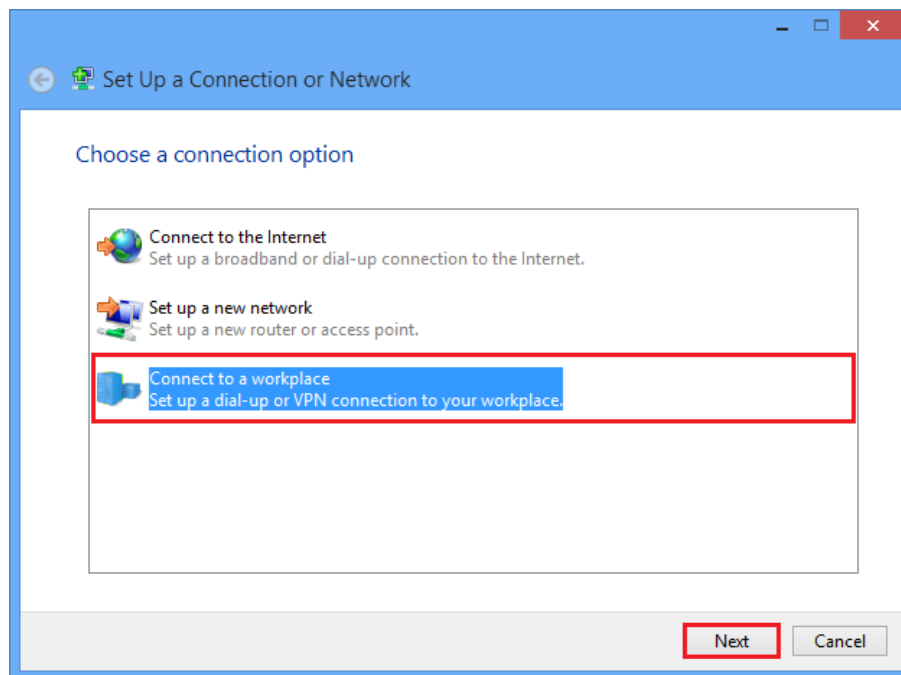 Set Up a Connection or Network
Choose a connection option
Connect to the Internet
Set up a broadband or dial-up connection to the Internet.
Set up a new network
Set up a new router or access point.
Connect to a workplace
Set up a dial-up or VPN connection to your workplace.
Next
Cancel